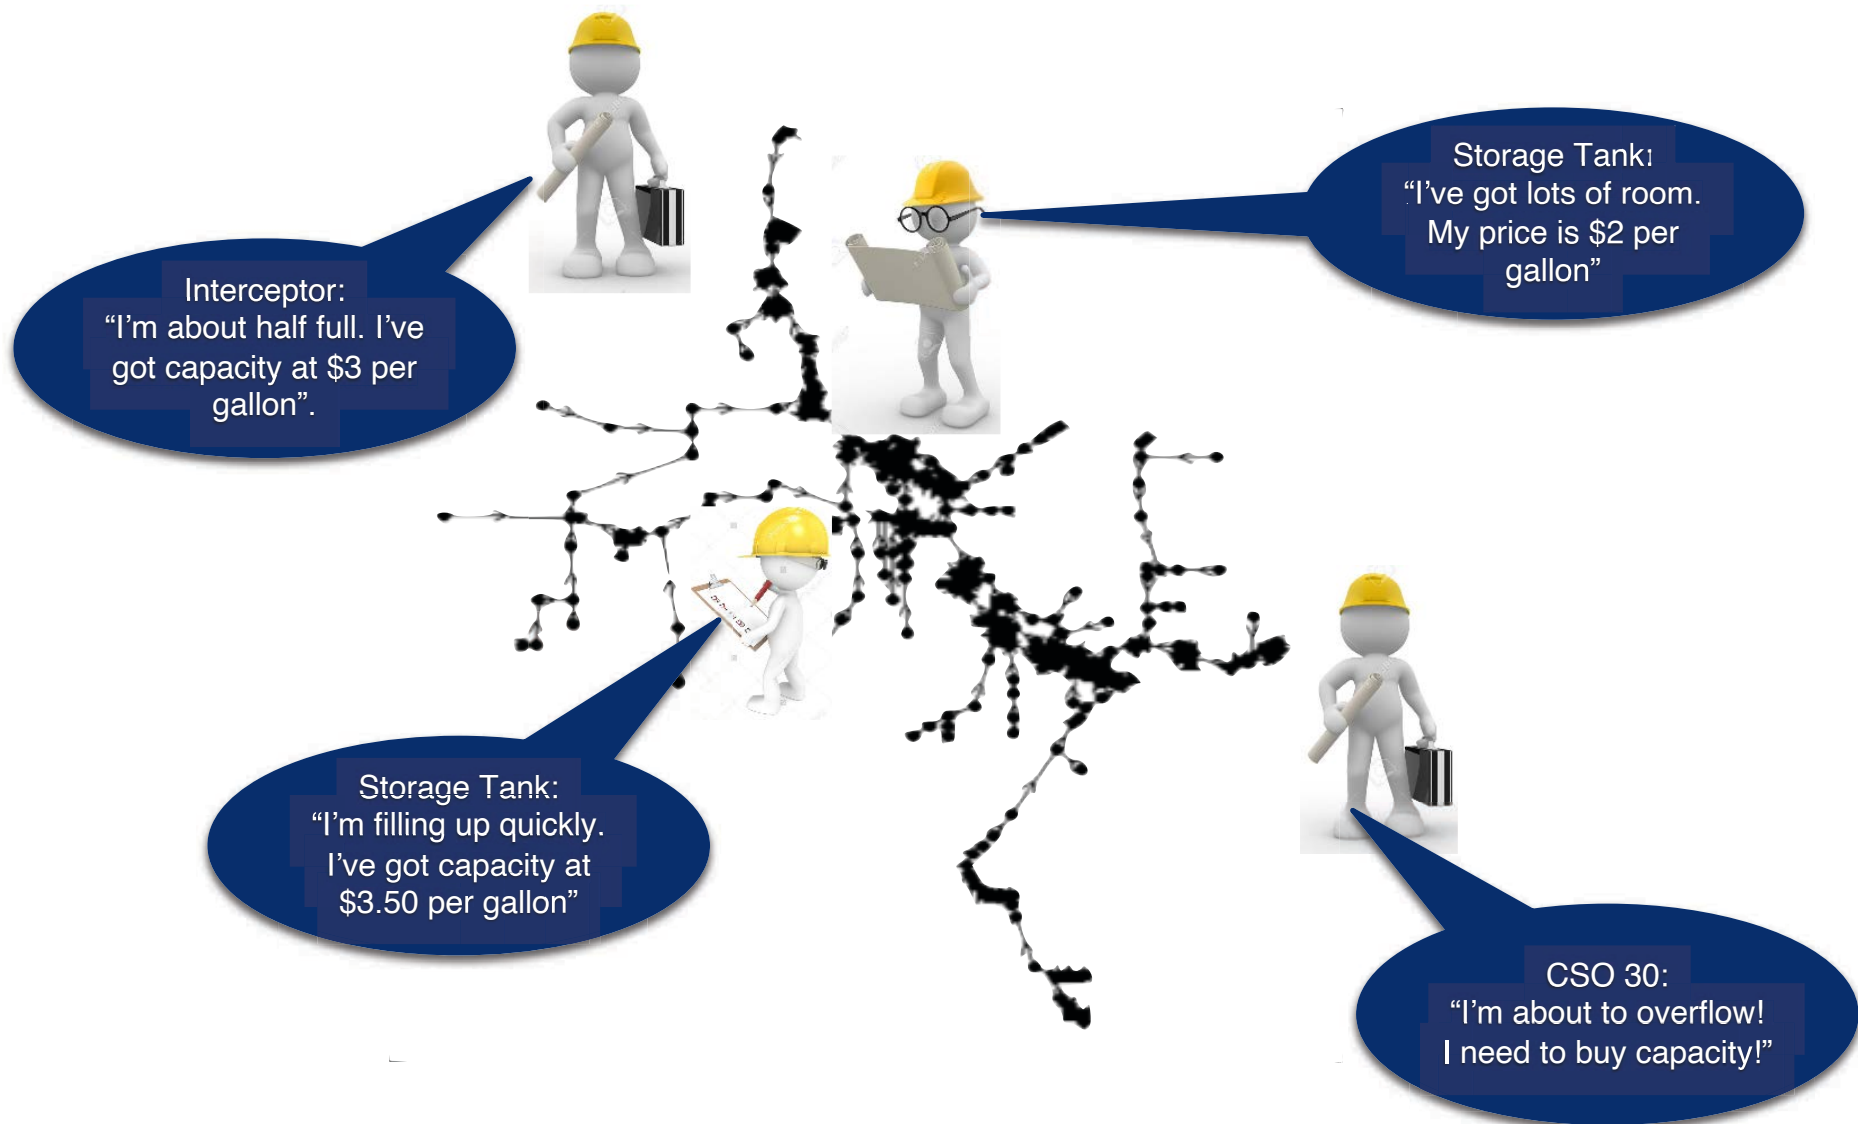 Storage Tank:
“I’ve got lots of room.
My price is $2 per
gallon”
Interceptor:
“I’m about half full. I’ve
got capacity at $3 per
gallon”.
Storage Tank:
“I’m filling up quickly.
I’ve got capacity at
$3.50 per gallon”
CSO 30:
“I’m about to overflow!
I need to buy capacity!”